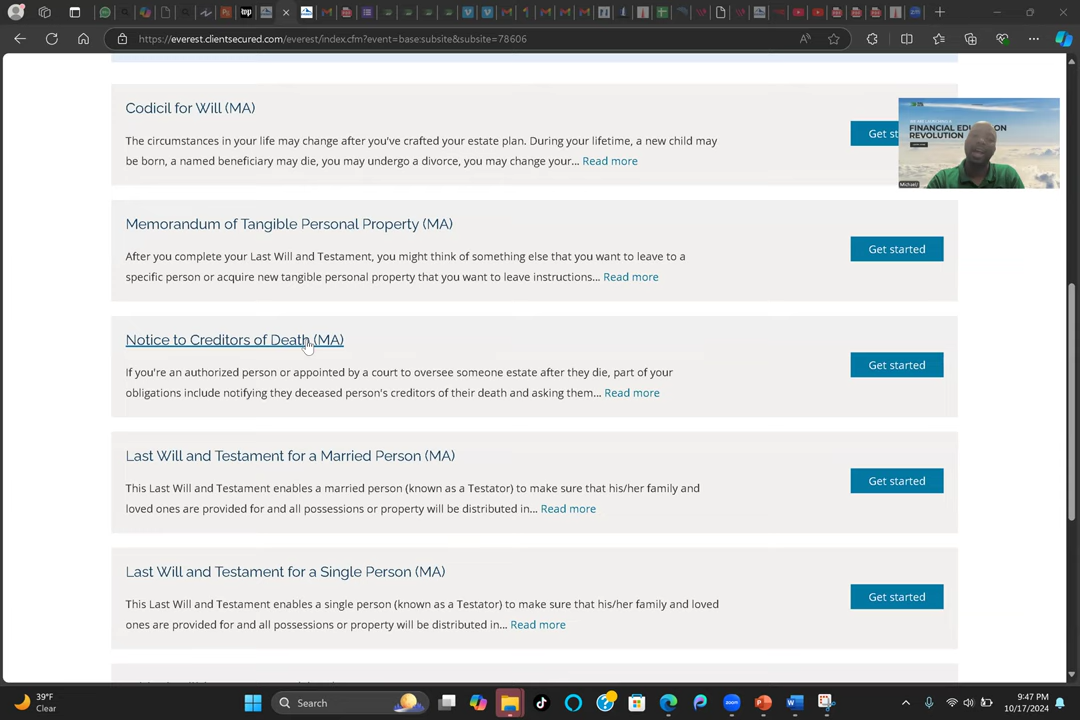 https://everest.clientsecured.com/everest/index.cfm?event=base:subsite&subsite=78606
Codicil for Will (MA)
The circumstances in your life may change after you've crafted your estate plan. During your lifetime, a new child may
be born, a named beneficiary may die, you may undergo a divorce, you may change your... Read more
Get st
FINANCIAL EDU
ION
REVOLUTION
Michael
Memorandum of Tangible Personal Property (MA)
After you complete your Last Will and Testament, you might think of something else that you want to leave to a
specific person or acquire new tangible personal property that you want to leave instructions... Read more
Get started
Notice to Creditors of Death (MA)
If you're an authorized person or appointed by a court to oversee someone estate after they die, part of your
obligations include notifying they deceased person's creditors of their death and asking them... Read more
Get started
Last Will and Testament for a Married Person (MA)
This Last Will and Testament enables a married person (known as a Testator) to make sure that his/her family and
loved ones are provided for and all possessions or property will be distributed in... Read more
Get started
Last Will and Testament for a Single Person (MA)
This Last Will and Testament enables a single person (known as a Testator) to make sure that his/her family and loved
ones are provided for and all possessions or property will be distributed in... Read more
Get started
39°F
Clear
Search
9:47 PM
10/17/2024